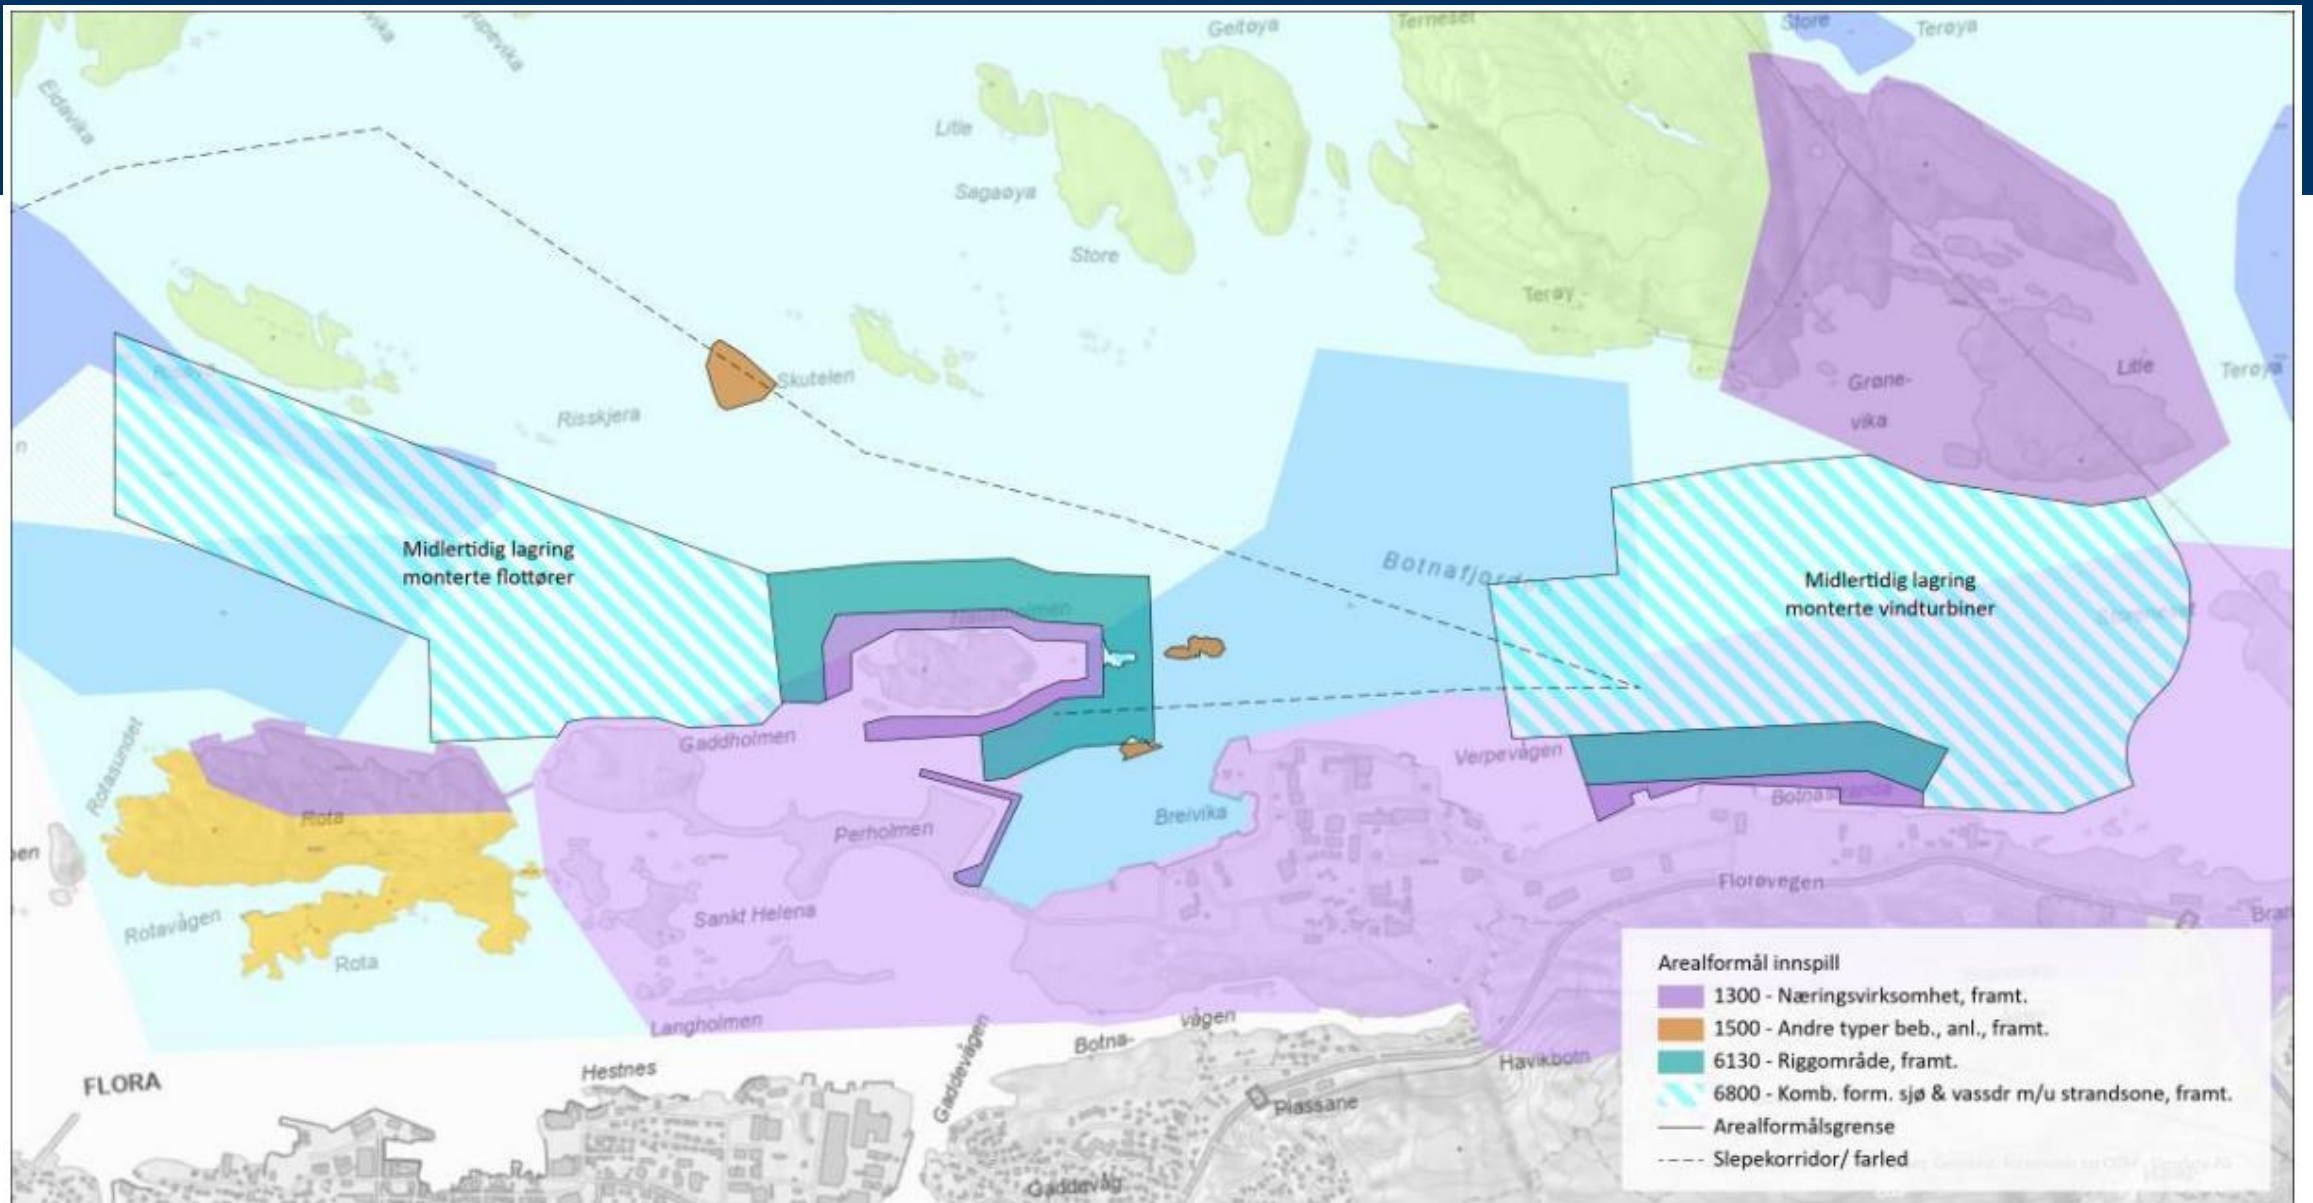 Eidavika
Geitøya
Terneset
Store
Terøya
Litle
Sagaøya
Store
Terøy
Skutelen
Risskjera
Grøne-
vika
Litle
Terøya
Botnafjorden
Midlertidig lagring
monterte flottører
Midlertidig lagring
monterte vindturbiner
Gaddholmen
Verpevågen
Rotasundet
Rota
Perholmen
Breivika
Botnastranda
Florøvegen
Sankt Helena
Rotavågen
Rota
Langholmen
Bran
Gaddevågen
Botna-
vågen
Havikbotn
FLORA
Hestnes
Plassane
Gaddevåg
Arealformål innspill
1300 - Næringsvirksomhet, framt.
1500 - Andre typer beb., anl., framt.
6130 - Riggområde, framt.
6800 - Komb. form. sjø & vassdr m/u strandsone, framt.
Arealformålsgrense
Slepekorridor/ farled